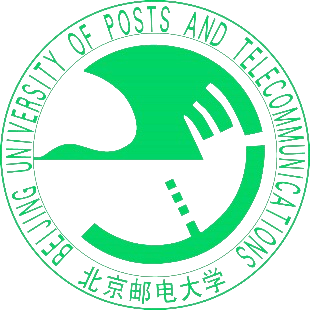 BEIJING UNIVERSITY OF POSTS AND TELECOMMUNICATIONS
北京邮电大学